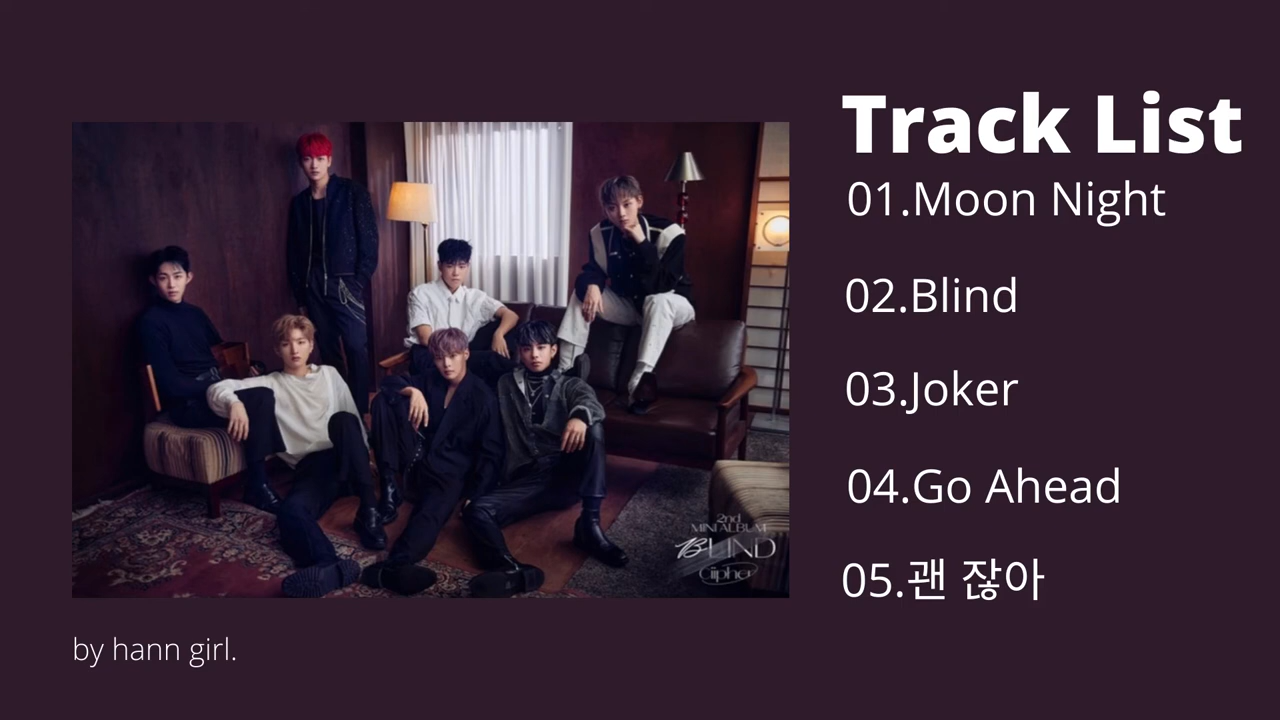 Track List
01.Moon Night
02.Blind
03.Joker
04.Go Ahead
05.괜 잖아
2nd
MINI ALBUM
BLIND
Ciipher
by hann girl.